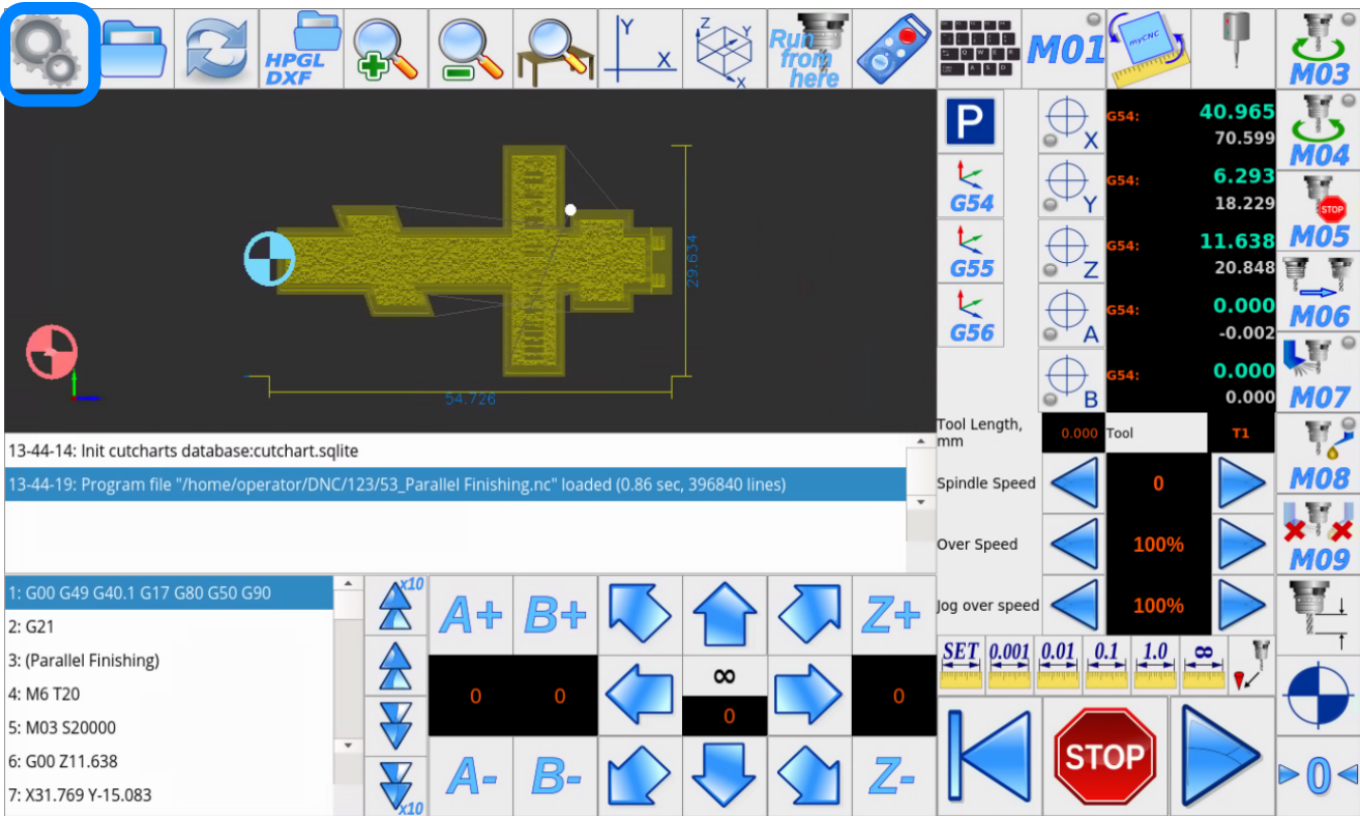 HPGL
DXF
Y
X
Z
Y
X
Run
from
here
Q W E R
A S D
M01
myCNC
M03
P
X
G54:
40.965
70.599
M04
G54
Y
G54:
6.293
18.229
STOP
M05
G55
Z
G54:
11.638
20.848
M06
G56
A
G54:
0.000
-0.002
B
G54:
0.000
0.000
M07
29.634
54.726
13-44-14: Init cutcharts database:cutchart.sqlite
13-44-19: Program file "/home/operator/DNC/123/53_Parallel Finishing.nc" loaded (0.86 sec, 396840 lines)
Tool Length,
mm
0.000
Tool
T1
M08
Spindle Speed
0
Over Speed
100%
M09
Jog over speed
100%
1: G00 G49 G40.1 G17 G80 G50 G90
2: G21
3: (Parallel Finishing)
4: M6 T20
5: M03 S20000
6: G00 Z11.638
7: X31.769 Y-15.083
x10
x10
A+
B+
Z+
0
0
∞
0
0
A-
B-
Z-
SET
0.001
0.01
0.1
1.0
∞
STOP
0